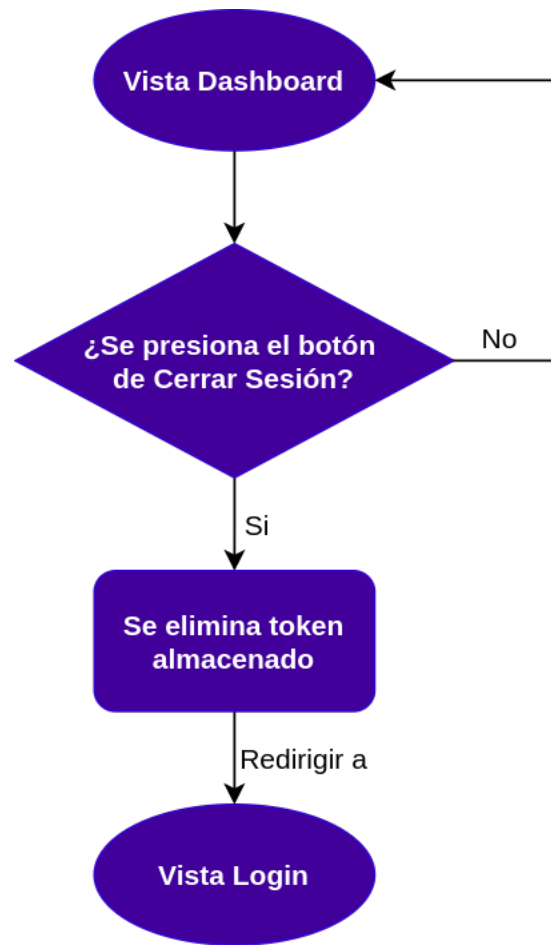 Vista Dashboard
¿Se presiona el botón
de Cerrar Sesión?
No
Si
Se elimina token
almacenado
Redirigir a
Vista Login